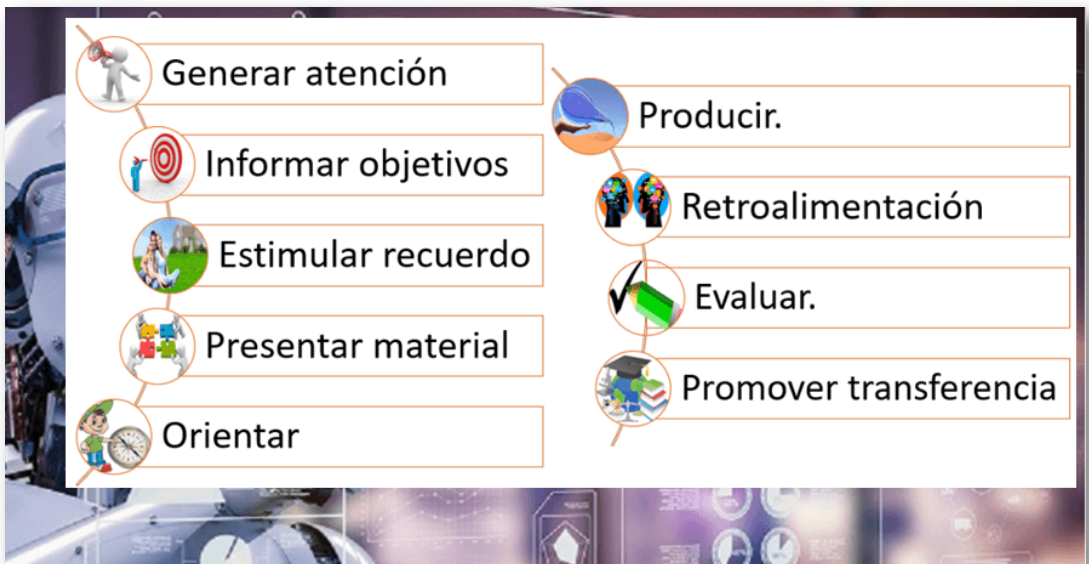 Generar atención
Informar objetivos
Estimular recuerdo
Presentar material
Orientar
Producir.
Retroalimentación
Evaluar.
Promover transferencia